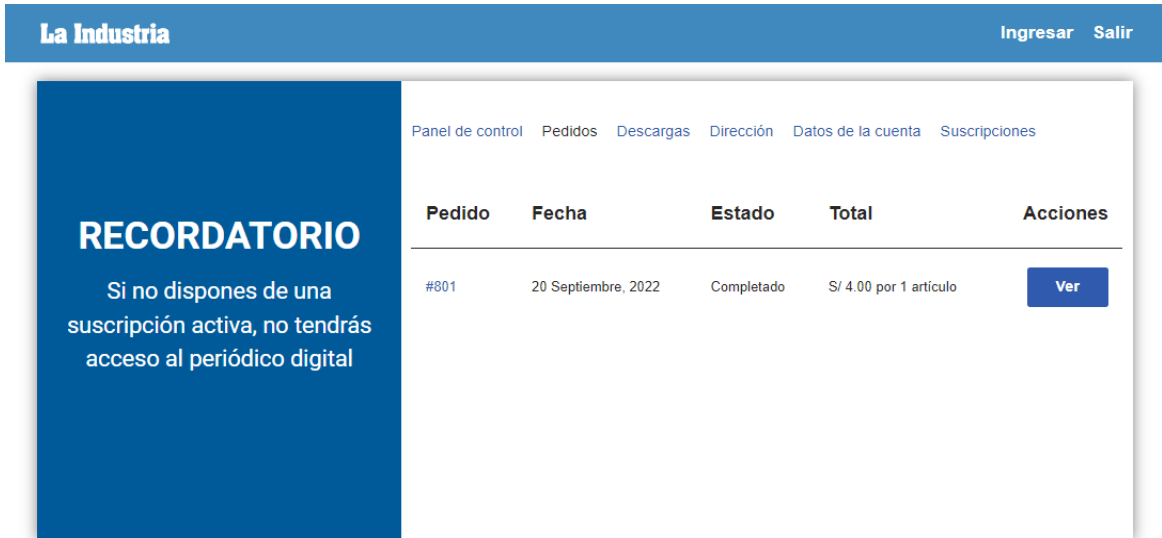 La Industria
Ingresar Salir
RECORDATORIO
Si no dispones de una
suscripción activa, no tendrás
acceso al periódico digital
Panel de control Pedidos Descargas Dirección Datos de la cuenta Suscripciones
Pedido Fecha Estado Total Acciones
#801 20 Septiembre, 2022 Completado S/ 4.00 por 1 artículo Ver